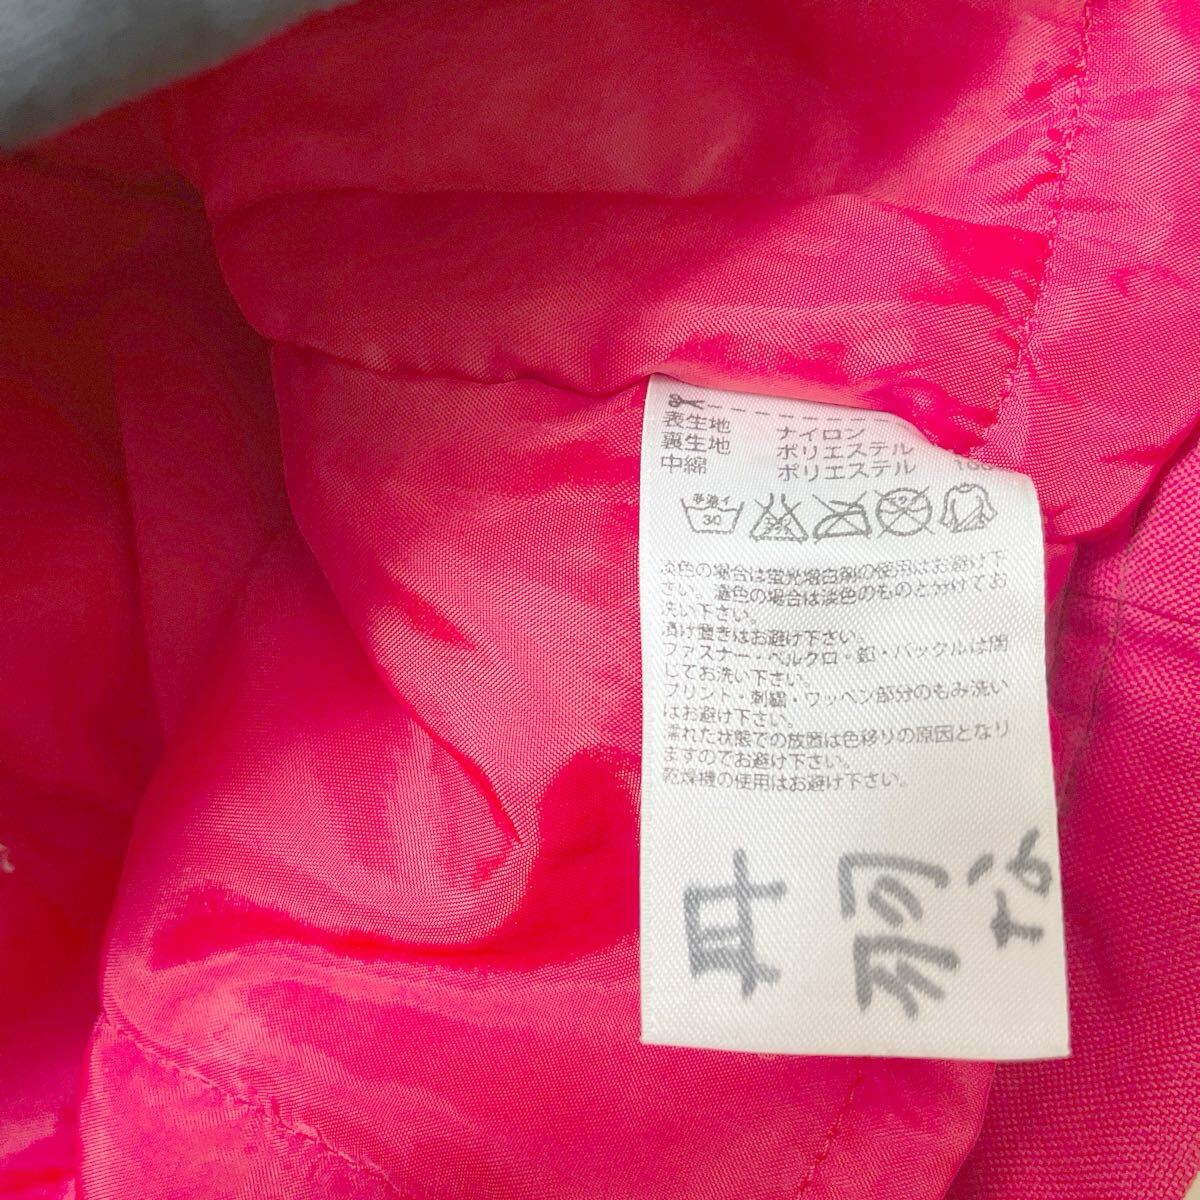 表生地 ナイロン
裏生地 ポリエステル
中綿 ポリエステル
手洗イ
30
淡色の場合は蛍光増白剤の使用はお避け下
さい。濃色の場合は淡色のものと分けてお
洗い下さい。
漬け置きはお避け下さい。
ファスナー・ベルクロ・釦・バックルは閉
じてお洗い下さい。
プリント・刺繍・ワッペン部分のもみ洗い
はお避け下さい。
濡れた状態での放置は色移りの原因となり
ますのでお避け下さい。
乾燥機の使用はお避け下さい。
丹羽な